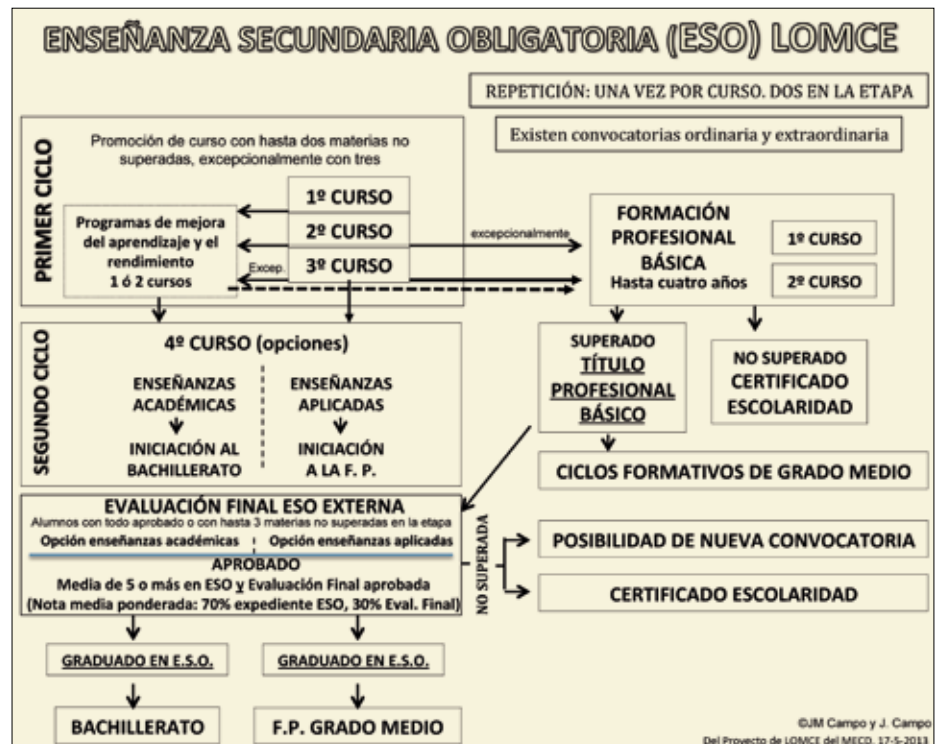 ENSEÑANZA SECUNDARIA OBLIGATORIA (ESO) LOMCE
REPETICIÓN: UNA VEZ POR CURSO. DOS EN LA ETAPA
Existen convocatorias ordinaria y extraordinaria
PRIMER CICLO
Promoción de curso con hasta dos materias no
superadas, excepcionalmente con tres
1º CURSO
2º CURSO
3º CURSO
Programas de mejora
del aprendizaje y el
rendimiento
1 ó 2 cursos
Excep.
excepcionalmente
FORMACIÓN
PROFESIONAL
BÁSICA
Hasta cuatro años
1º CURSO
2º CURSO
SEGUNDO CICLO
4º CURSO (opciones)
ENSEÑANZAS
ACADÉMICAS
INICIACIÓN AL
BACHILLERATO
ENSEÑANZAS
APLICADAS
INICIACIÓN
A LA F. P.
SUPERADO
TÍTULO
PROFESIONAL
BÁSICO
NO SUPERADO
CERTIFICADO
ESCOLARIDAD
CICLOS FORMATIVOS DE GRADO MEDIO
EVALUACIÓN FINAL ESO EXTERNA
Alumnos con todo aprobado o con hasta 3 materias no superadas en la etapa
Opción enseñanzas académicas
Opción enseñanzas aplicadas
APROBADO
Media de 5 o más en ESO y Evaluación Final aprobada
(Nota media ponderada: 70% expediente ESO, 30% Eval. Final)
NO SUPERADA
POSIBILIDAD DE NUEVA CONVOCATORIA
CERTIFICADO ESCOLARIDAD
GRADUADO EN E.S.O.
GRADUADO EN E.S.O.
BACHILLERATO
F.P. GRADO MEDIO
©JM Campo y J. Campo
Del Proyecto de LOMCE del MECD. 17-5-2013